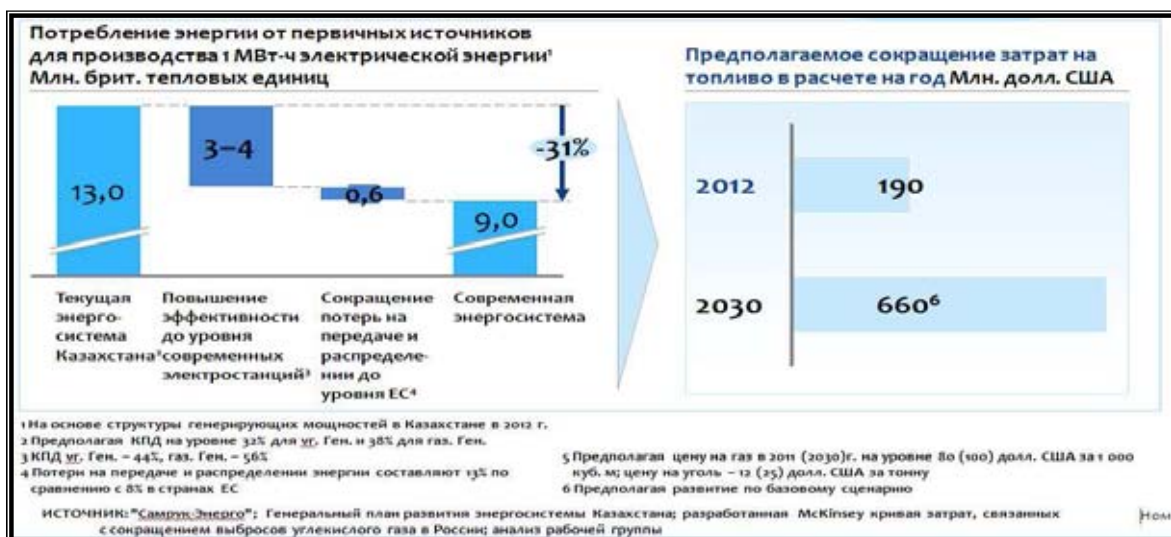 Потребление энергии от первичных источников
для производства 1 МВт-ч электрической энергии¹
Млн. брит. тепловых единиц
13,0
3–4
0,6
9,0
-31%
Текущая
энерго-
система
Казахстана²
Повышение
эффективности
до уровня
современных
электростанций³
Сокращение
потерь на
передаче и
распределе-
нии до
уровня ЕС⁴
Современная
энергосистема
Предполагаемое сокращение затрат на
топливо в расчете на год Млн. долл. США
2012
190
2030
660⁶
1 На основе структуры генерирующих мощностей в Казахстане в 2012 г.
2 Предполагая КПД на уровне 32% для уг. Ген. и 38% для газ. Ген.
3 КПД уг. Ген. – 44%, газ. Ген. – 56%
4 Потери на передаче и распределении энергии составляют 13% по
сравнению с 8% в странах ЕС
5 Предполагая цену на газ в 2011 (2030)г. на уровне 80 (100) долл. США за 1 000
куб. м; цену на уголь – 12 (25) долл. США за тонну
6 Предполагая развитие по базовому сценарию
ИСТОЧНИК: "Самрук-Энерго"; Генеральный план развития энергосистемы Казахстана; разработанная McKinsey кривая затрат, связанных
с сокращением выбросов углекислого газа в России; анализ рабочей группы
Ном